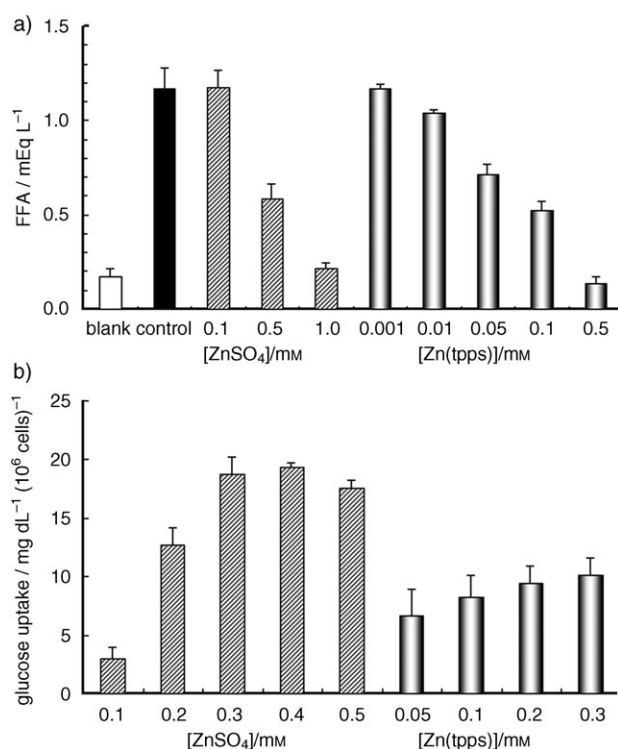 a)
FFA / mEq L⁻¹
1.5
1.0
0.5
0.0
blank control 0.1 0.5 1.0 0.001 0.01 0.05 0.1 0.5
[ZnSO₄]/mM [Zn(tpps)]/mM
b)
glucose uptake / mg dL⁻¹ (10⁶ cells)⁻¹
25
20
15
10
5
0
0.1 0.2 0.3 0.4 0.5 0.05 0.1 0.2 0.3
[ZnSO₄]/mM [Zn(tpps)]/mM